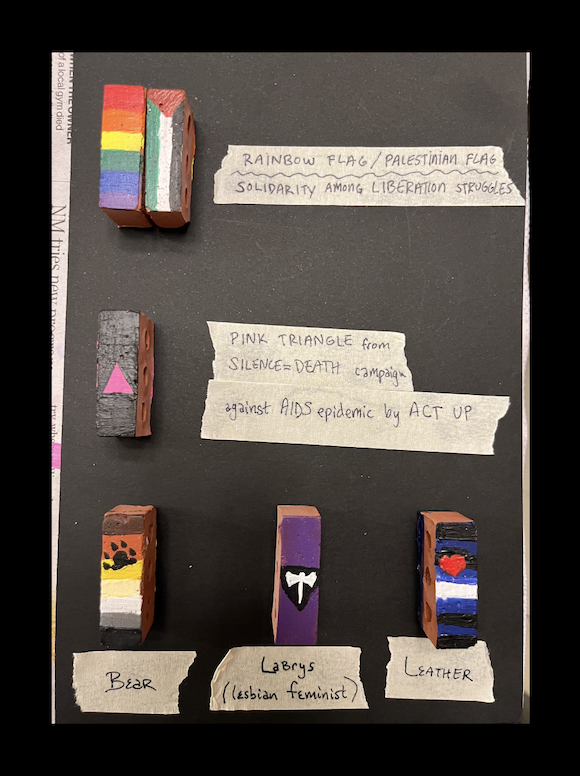 of a local gym died
NM tries new
RAINBOW FLAG / PALESTINIAN FLAG
SOLIDARITY AMONG LIBERATION STRUGGLES
PINK TRIANGLE from
SILENCE=DEATH campaign
against AIDS epidemic by ACT UP
BEAR
LABRYS
(lesbian feminist)
LEATHER